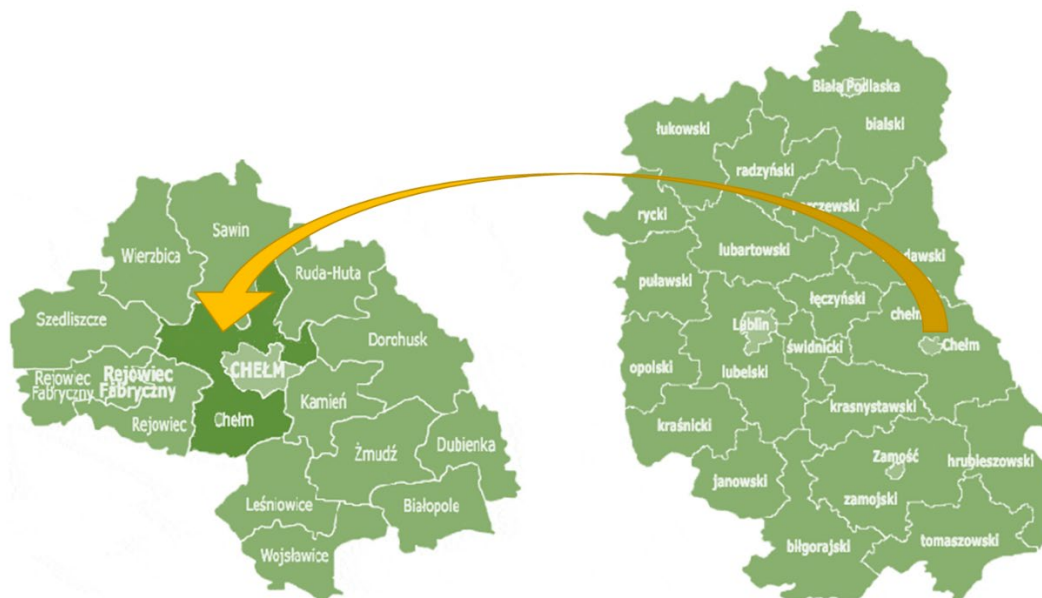 Sawin
Wierzbica
Ruda-Huta
Szedliszcze
Dorohusk
CHEŁM
Rejowiec
Fabryczny
Rejowiec
Fabryczny
Kamień
Rejowiec
Chełm
Żmudź
Dubienka
Leśniowice
Białopole
Wojsławice
Biała Podlaska
bialski
łukowski
radzyński
rycki
lubartowski
puławski
łęczyński
Lublin
świdnicki
Chełm
opolski
lubelski
krasnystawski
kraśnicki
Zamość
hrubieszowski
janowski
zamojski
biłgorajski
tomaszowski